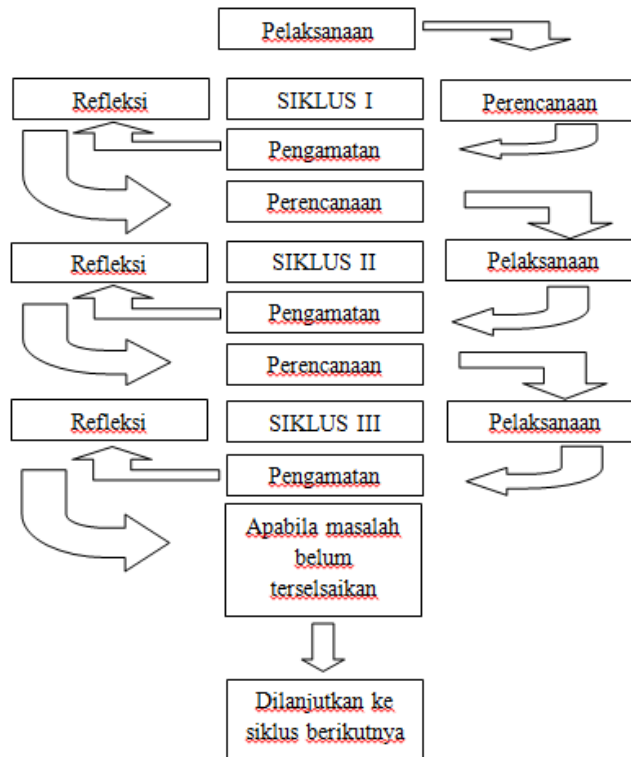 Pelaksanaan
Refleksi
SIKLUS I
Perencanaan
Pengamatan
Perencanaan
Refleksi
SIKLUS II
Pelaksanaan
Pengamatan
Perencanaan
Refleksi
SIKLUS III
Pelaksanaan
Pengamatan
Apabila masalah
belum
terselsaikan
Dilanjutkan ke
siklus berikutnya